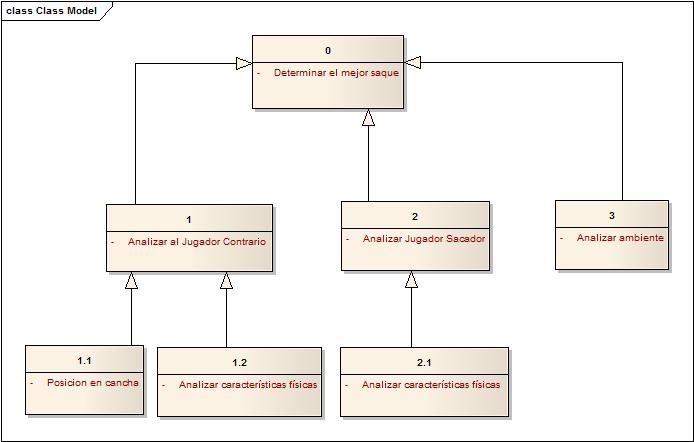 class Class Model
0
- Determinar el mejor saque
1
- Analizar al Jugador Contrario
2
- Analizar Jugador Sacador
3
- Analizar ambiente
1.1
- Posicion en cancha
1.2
- Analizar características físicas
2.1
- Analizar características físicas